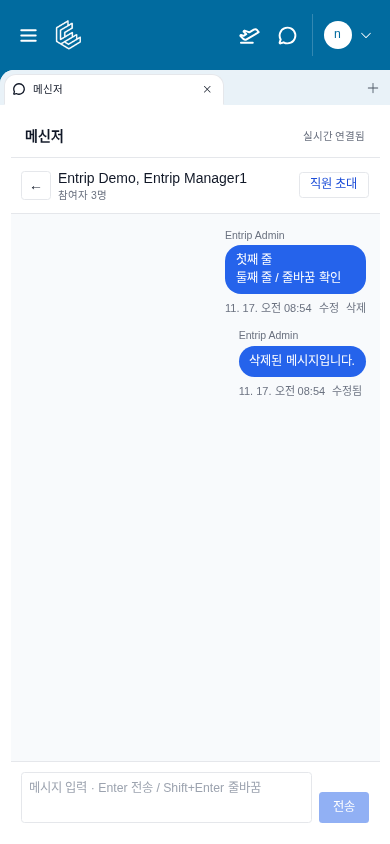 n
메신저
메신저
실시간 연결됨
←
Entrip Demo, Entrip Manager1
참여자 3명
직원 초대
Entrip Admin
첫째 줄
둘째 줄 / 줄바꿈 확인
11. 17. 오전 08:54 수정 삭제
Entrip Admin
삭제된 메시지입니다.
11. 17. 오전 08:54 수정됨
메시지 입력 · Enter 전송 / Shift+Enter 줄바꿈
전송